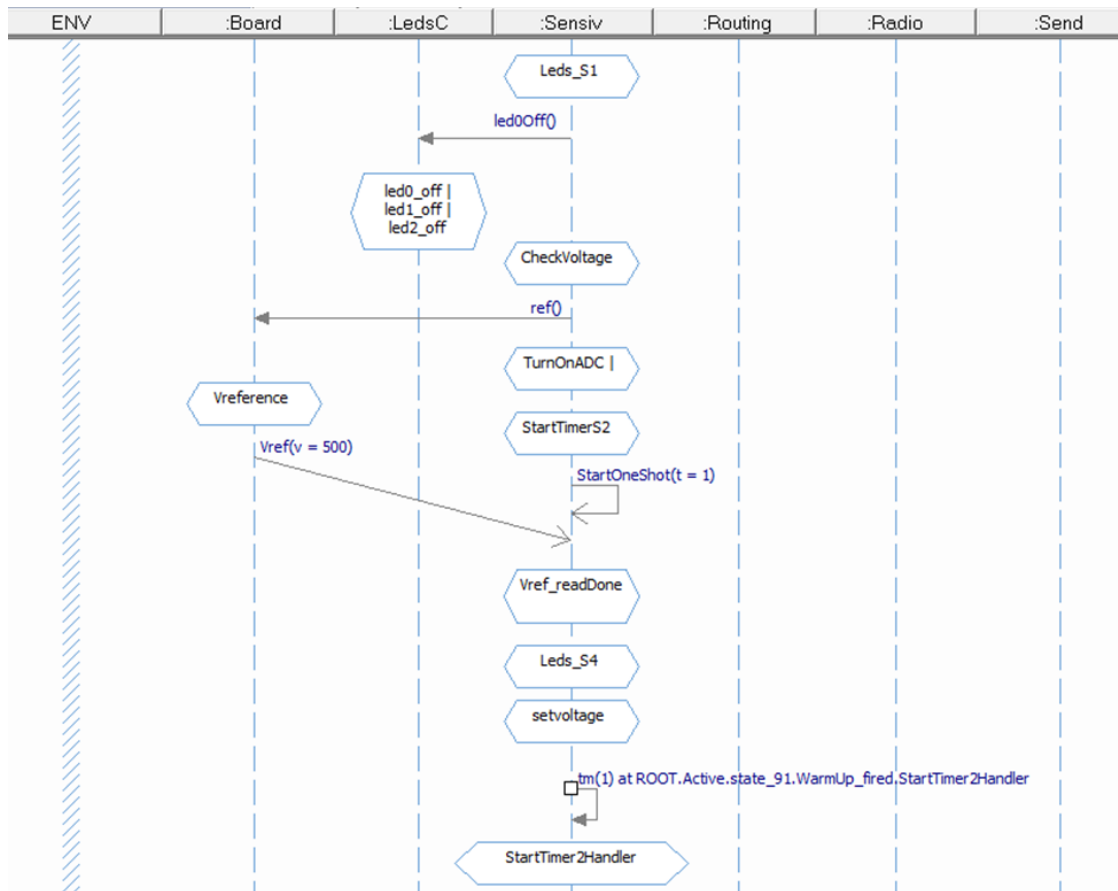 ENV
:Board
:LedsC
:Sensiv
:Routing
:Radio
:Send
Leds_S1
led0Off()
led0_off |
led1_off |
led2_off
CheckVoltage
ref()
TurnOnADC |
Vreference
StartTimerS2
Vref(v = 500)
StartOneShot(t = 1)
Vref_readDone
Leds_S4
setvoltage
tm(1) at ROOT.Active.state_91.WarmUp_fired.StartTimer2Handler
StartTimer2Handler